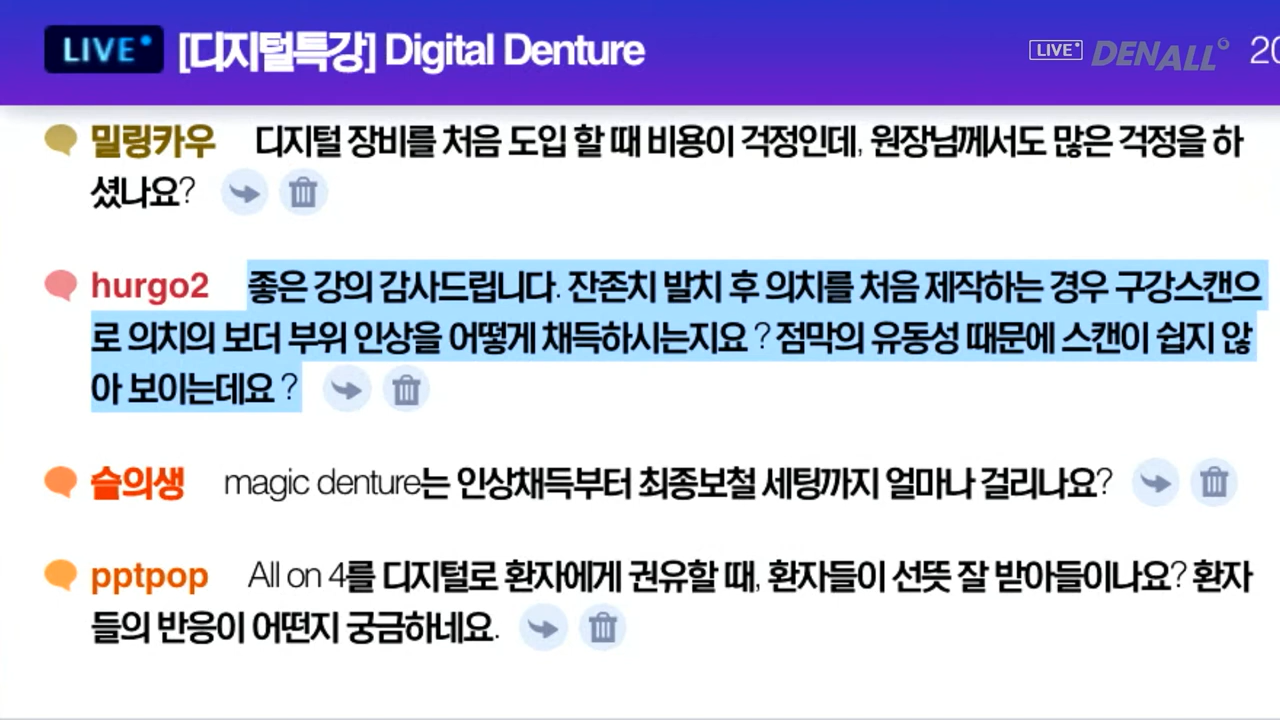 LIVE [디지털특강] Digital Denture LIVE DENALL 20
밀링카우 디지털 장비를 처음 도입 할 때 비용이 걱정인데, 원장님께서도 많은 걱정을 하
셨나요?
hurgo2 좋은 강의 감사드립니다. 잔존치 발치 후 의치를 처음 제작하는 경우 구강스캔으
로 의치의 보더 부위 인상을 어떻게 채득하시는지요 ? 점막의 유동성 때문에 스캔이 쉽지 않
아 보이는데요 ?
슬의생 magic denture는 인상채득부터 최종보철 세팅까지 얼마나 걸리나요?
pptpop All on 4를 디지털로 환자에게 권유할 때, 환자들이 선뜻 잘 받아들이나요? 환자
들의 반응이 어떤지 궁금하네요.